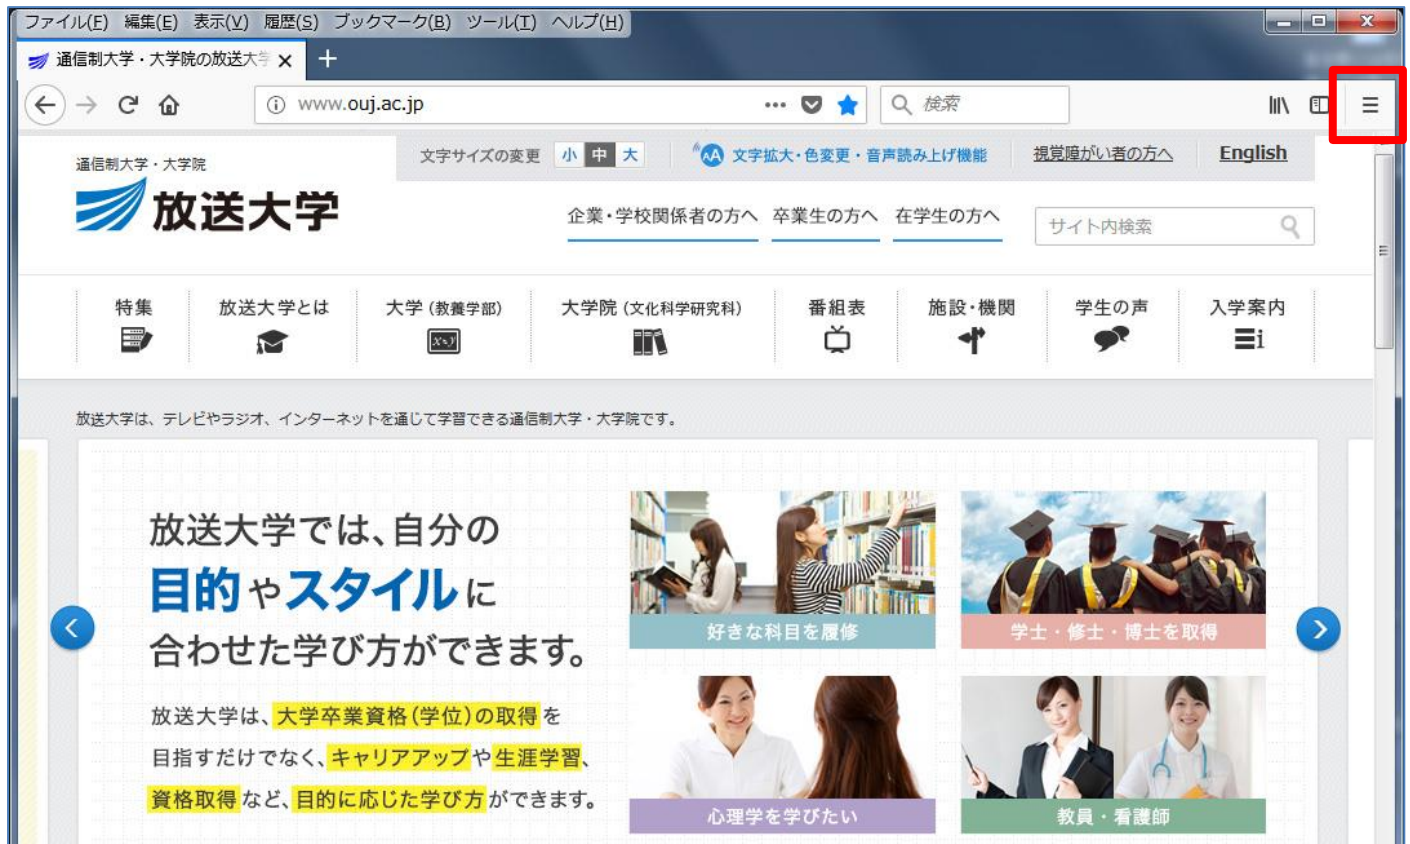 ファイル(F) 編集(E) 表示(V) 履歴(S) ブックマーク(B) ツール(T) ヘルプ(H)
通信制大学・大学院の放送大学
www.ouj.ac.jp
検索
通信制大学・大学院
放送大学
文字サイズの変更 小 中 大
AA 文字拡大・色変更・音声読み上げ機能
視覚障がい者の方へ
English
企業・学校関係者の方へ 卒業生の方へ 在学生の方へ
サイト内検索
特集 放送大学とは 大学（教養学部） 大学院（文化科学研究科） 番組表 施設・機関 学生の声 入学案内
放送大学は、テレビやラジオ、インターネットを通じて学習できる通信制大学・大学院です。
放送大学では、自分の
目的やスタイルに
合わせた学び方ができます。
放送大学は、大学卒業資格（学位）の取得を
目指すだけでなく、キャリアアップや生涯学習、
資格取得など、目的に応じた学び方ができます。
好きな科目を履修
学士・修士・博士を取得
心理学を学びたい
教員・看護師